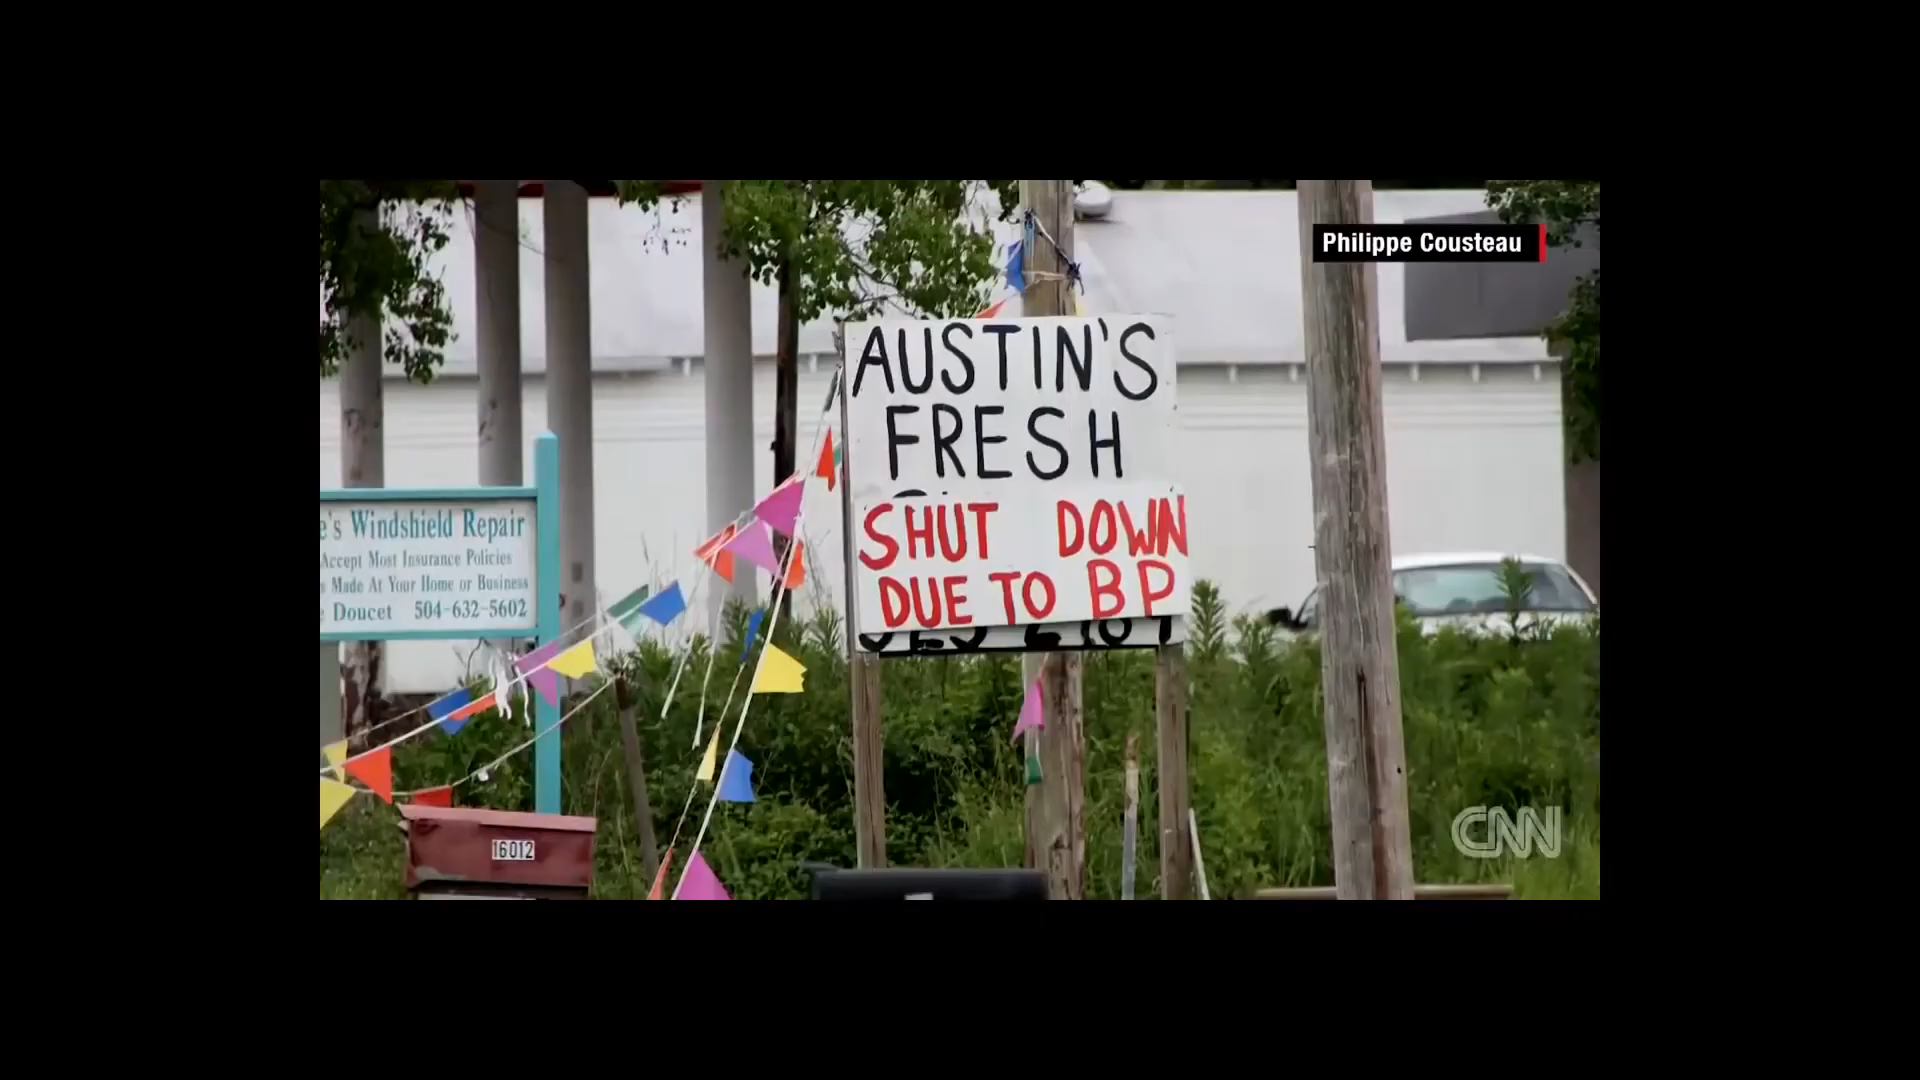 Philippe Cousteau
AUSTIN'S
FRESH
SHUT DOWN
DUE TO BP
e's Windshield Repair
Accept Most Insurance Policies
Made At Your Home or Business
Doucet 504-632-5602
16012
CNN